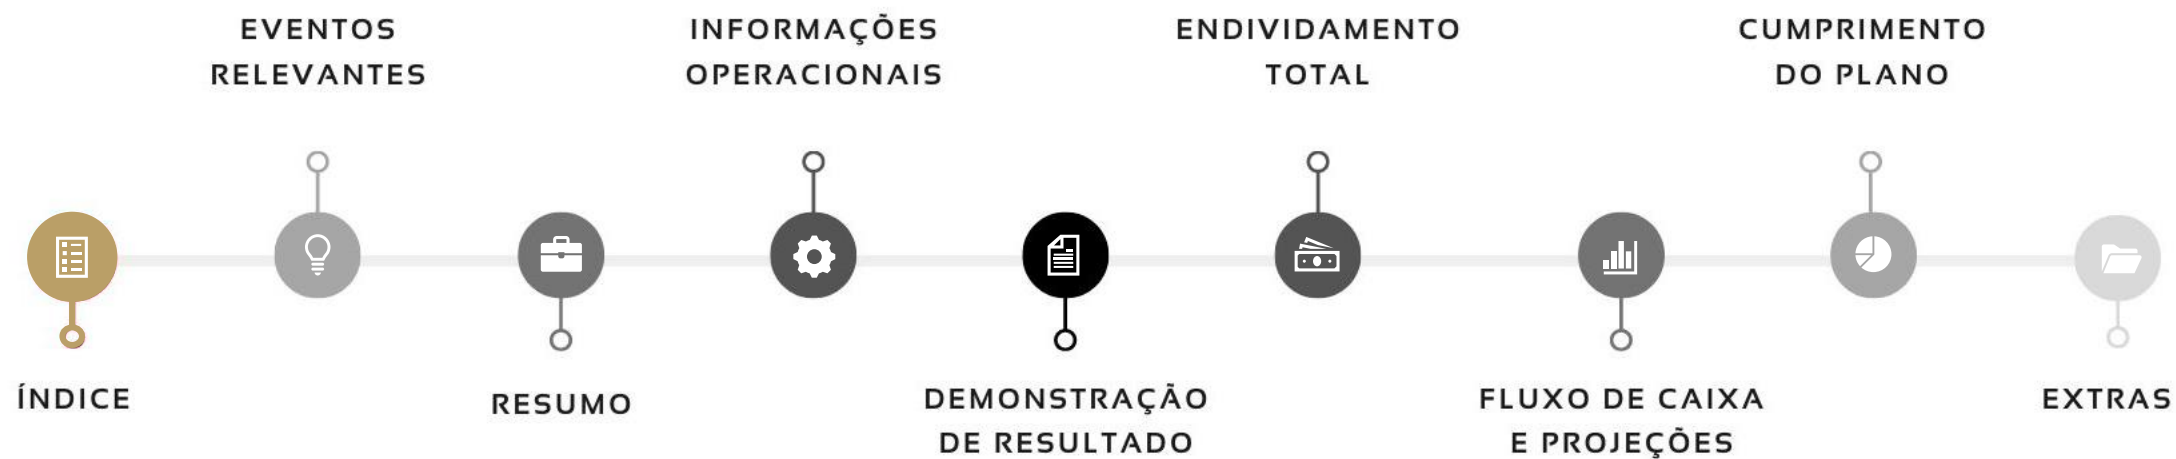 ÍNDICE
EVENTOS
RELEVANTES
RESUMO
INFORMAÇÕES
OPERACIONAIS
DEMONSTRAÇÃO
DE RESULTADO
ENDIVIDAMENTO
TOTAL
FLUXO DE CAIXA
E PROJEÇÕES
CUMPRIMENTO
DO PLANO
EXTRAS